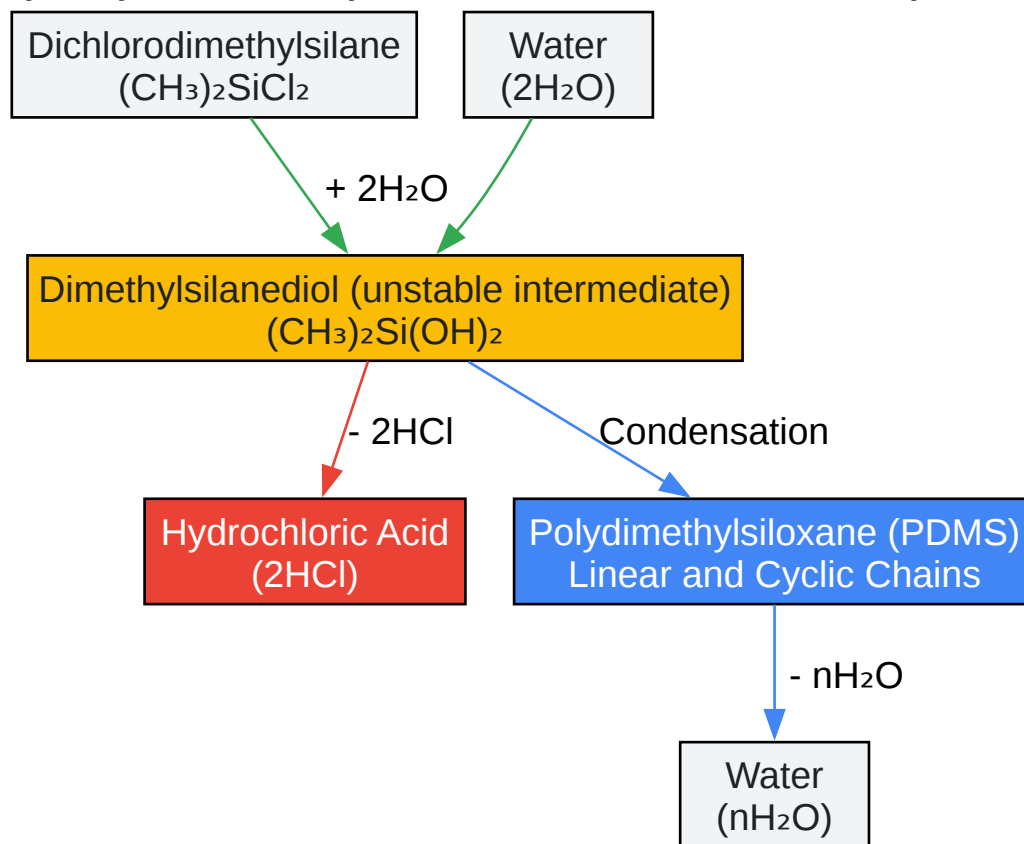 Dichlorodimethylsilane
(CH₃)₂SiCl₂
Water
(2H₂O)
+ 2H₂O
Dimethylsilanediol (unstable intermediate)
(CH₃)₂Si(OH)₂
- 2HCl
Condensation
Hydrochloric Acid
(2HCl)
Polydimethylsiloxane (PDMS)
Linear and Cyclic Chains
- nH₂O
Water
(nH₂O)